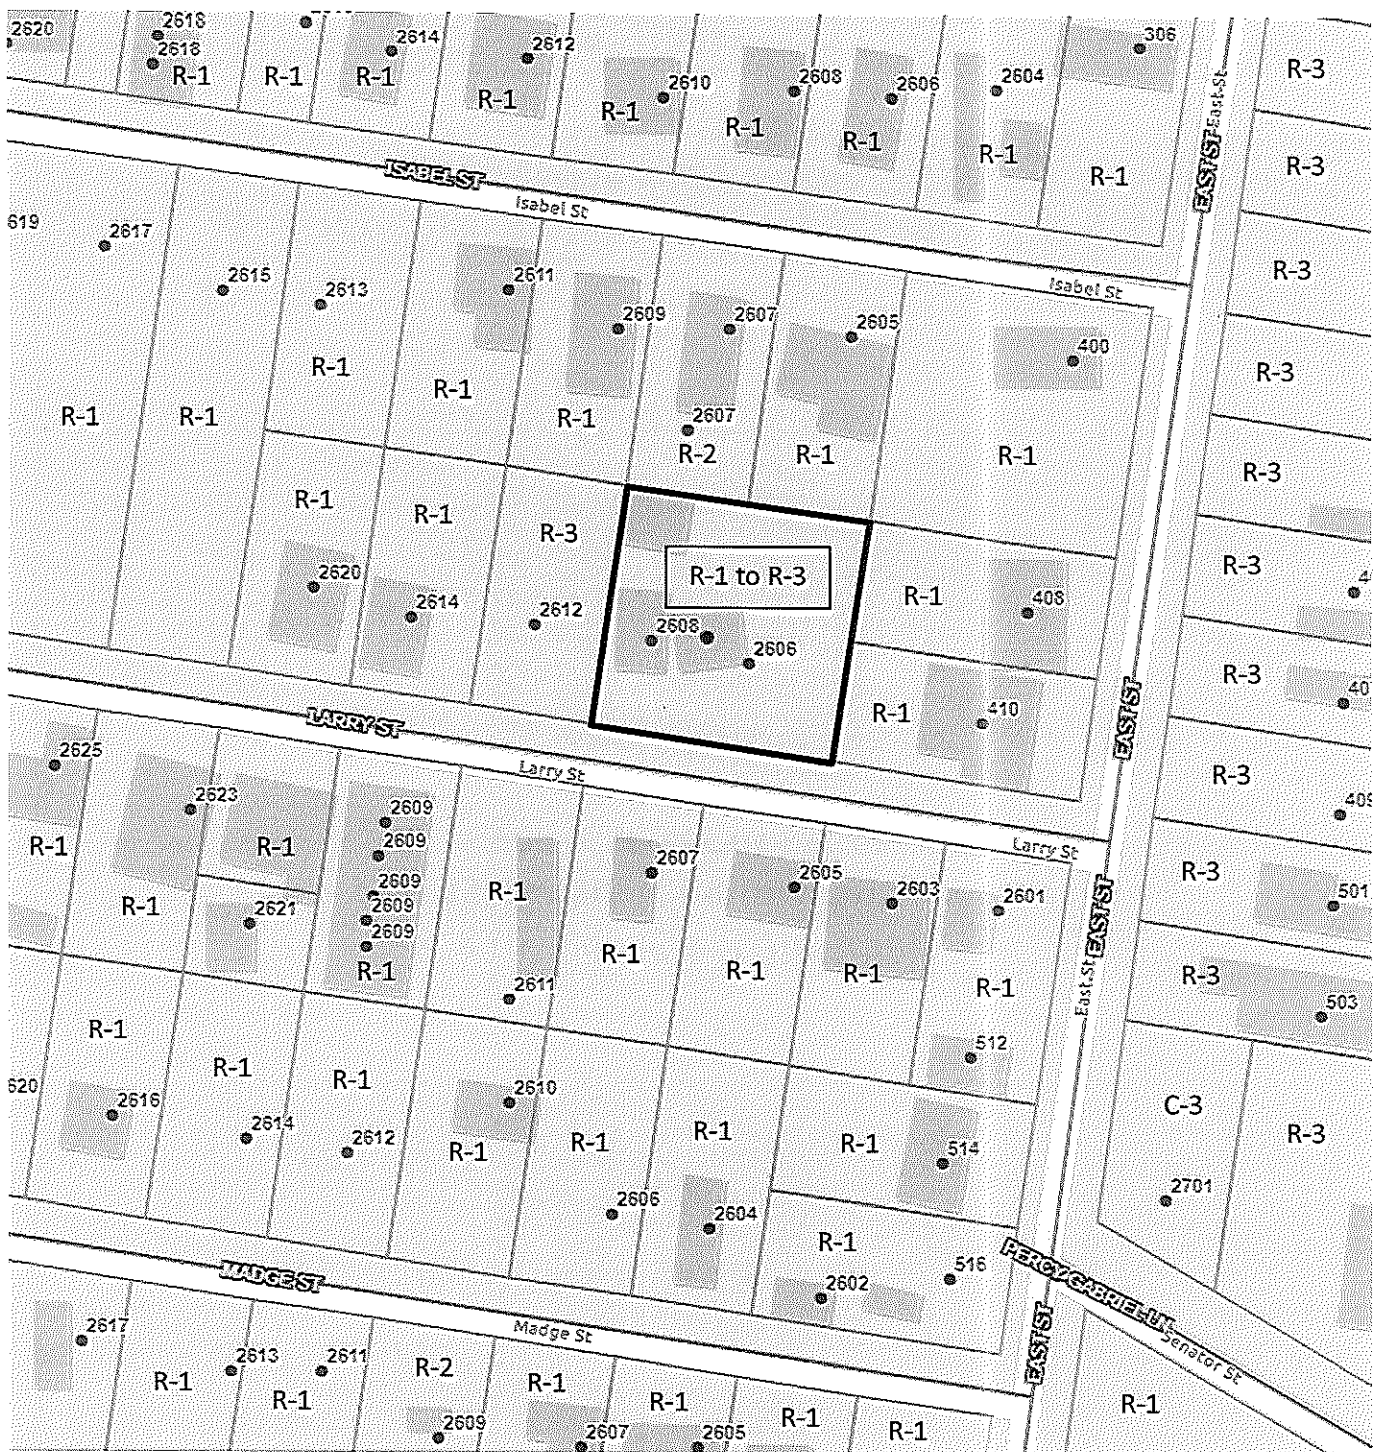 2620
2618
2618
R-1
R-1
2614
R-1
2612
R-1
2610
R-1
2608
R-1
2606
R-1
2604
R-1
306
R-1
East St
EAST ST
R-3
R-3
R-3
R-3
R-3
R-3
R-3
R-3
R-3
R-3
ISABEL ST
Isabel St
Isabel St
619
2617
R-1
2615
R-1
2613
R-1
2611
R-1
2609
R-1
2607
2607
R-2
2605
R-1
400
R-1
R-1
2620
R-1
2614
R-3
2612
R-1 to R-3
2608
2606
R-1
408
R-1
410
EAST ST
40
409
501
503
LARRY ST
Larry St
Larry St
2625
R-1
2623
R-1
R-1
2621
2609
2609
2609
2609
2609
R-1
R-1
2611
2607
R-1
2605
R-1
2603
R-1
2601
R-1
512
EAST ST
East St
620
R-1
2616
R-1
2614
R-1
2612
2610
R-1
R-1
2606
R-1
2604
R-1
514
R-1
2602
516
C-3
2701
R-3
MADGE ST
Madge St
PERCY GABRIEL LL
Senator St
EAST ST
2617
R-1
2613
R-1
2611
R-2
2609
R-1
2607
R-1
2605
R-1
R-1
R-1